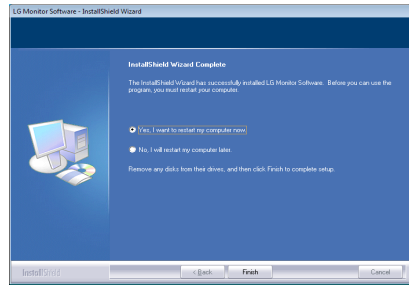 LG Monitor Software - InstallShield Wizard
InstallShield Wizard Complete
The InstallShield Wizard has successfully installed LG Monitor Software. Before you can use the
program, you must restart your computer.
Yes, I want to restart my computer now.
No, I will restart my computer later.
Remove any disks from their drives, and then click Finish to complete setup.
InstallShield
< Back
Finish
Cancel